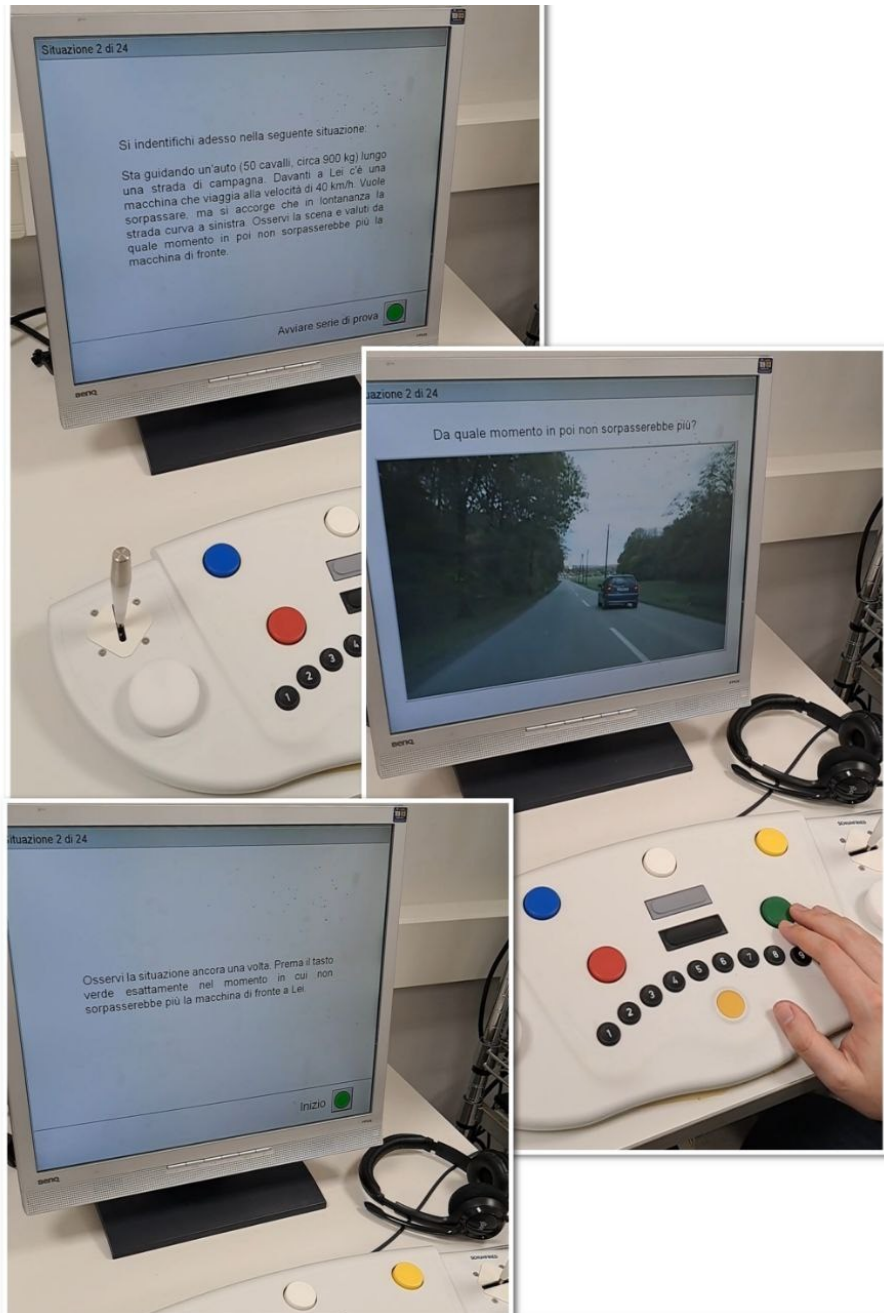 Situazione 2 di 24
Si indentifichi adesso nella seguente situazione:
Sta guidando un'auto (50 cavalli, circa 900 kg) lungo
una strada di campagna. Davanti a Lei c'è una
macchina che viaggia alla velocità di 40 km/h. Vuole
sorpassare, ma si accorge che in lontananza la
strada curva a sinistra. Osservi la scena e valuti da
quale momento in poi non sorpasserebbe più la
macchina di fronte.
Avviare serie di prova
BenQ
1
2
3
4
uazione 2 di 24
Da quale momento in poi non sorpasserebbe più?
BenQ
SCHUHFRIED
1
2
3
4
5
6
7
8
9
Situazione 2 di 24
Osservi la situazione ancora una volta. Prema il tasto
verde esattamente nel momento in cui non
sorpasserebbe più la macchina di fronte a Lei.
Inizio
BenQ
SCHUHFRIED